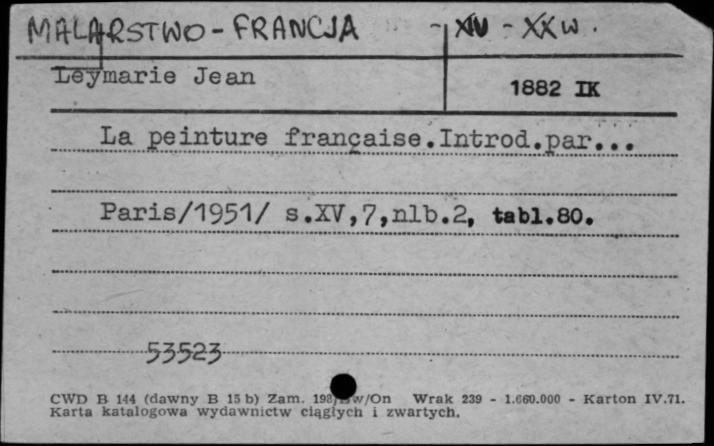 MALARSTWO - FRANCJA - XIV - XX w.
Leymarie Jean
1882 IK
La peinture française.Introd.par...
Paris/1951/ s.XV,7,nlb.2, tabl.80.
53523
CWD B 144 (dawny B 15 b) Zam. w/On Wrak 239 - 1.660.000 - Karton IV.71.
Karta katalogowa wydawnictw ciągłych i zwartych.